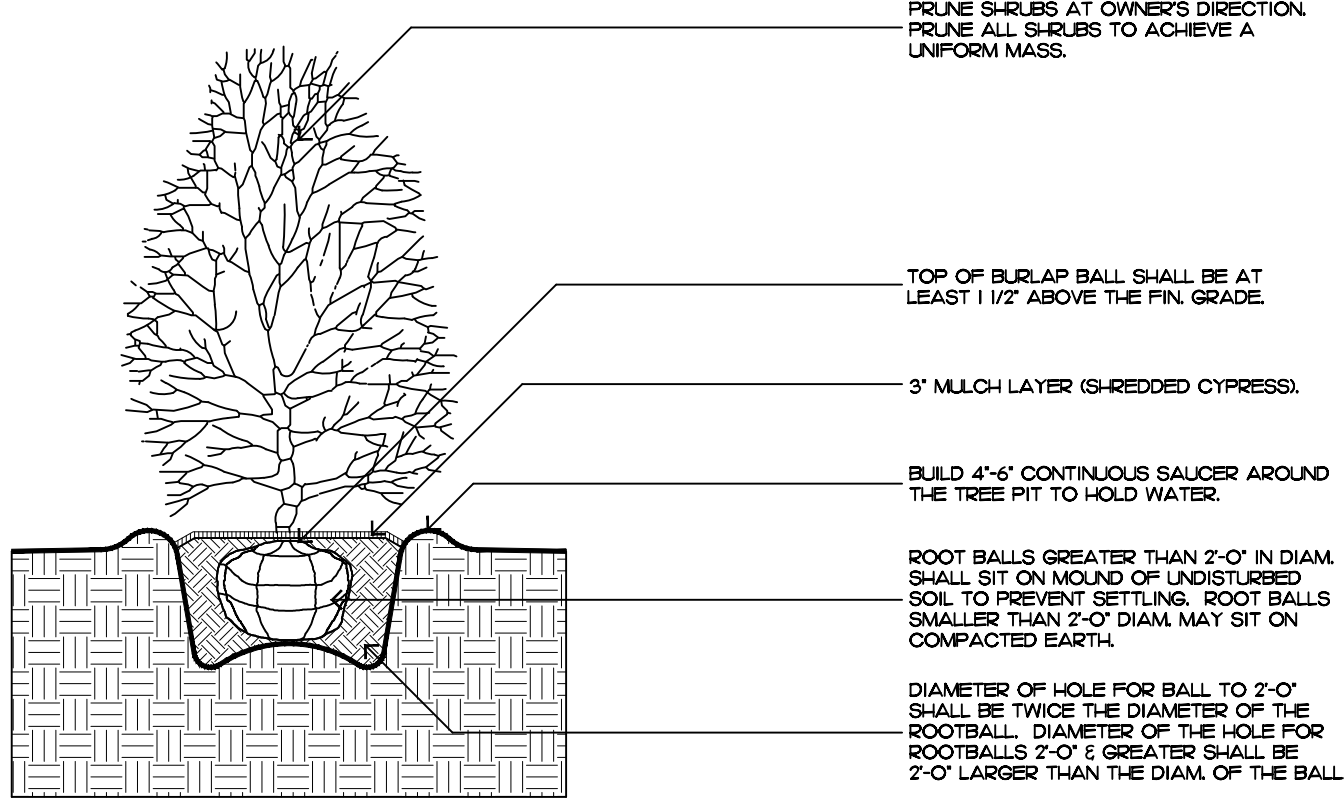 PRUNE SHRUBS AT OWNER'S DIRECTION.
PRUNE ALL SHRUBS TO ACHIEVE A
UNIFORM MASS.
TOP OF BURLAP BALL SHALL BE AT
LEAST 1 1/2" ABOVE THE FIN. GRADE.
3" MULCH LAYER (SHREDDED CYPRESS).
BUILD 4"-6" CONTINUOUS SAUCER AROUND
THE TREE PIT TO HOLD WATER.
ROOT BALLS GREATER THAN 2'-0" IN DIAM.
SHALL SIT ON MOUND OF UNDISTURBED
SOIL TO PREVENT SETTLING. ROOT BALLS
SMALLER THAN 2'-0" DIAM. MAY SIT ON
COMPACTED EARTH.
DIAMETER OF HOLE FOR BALL TO 2'-0"
SHALL BE TWICE THE DIAMETER OF THE
ROOTBALL. DIAMETER OF THE HOLE FOR
ROOTBALLS 2'-0" & GREATER SHALL BE
2'-0" LARGER THAN THE DIAM. OF THE BALL